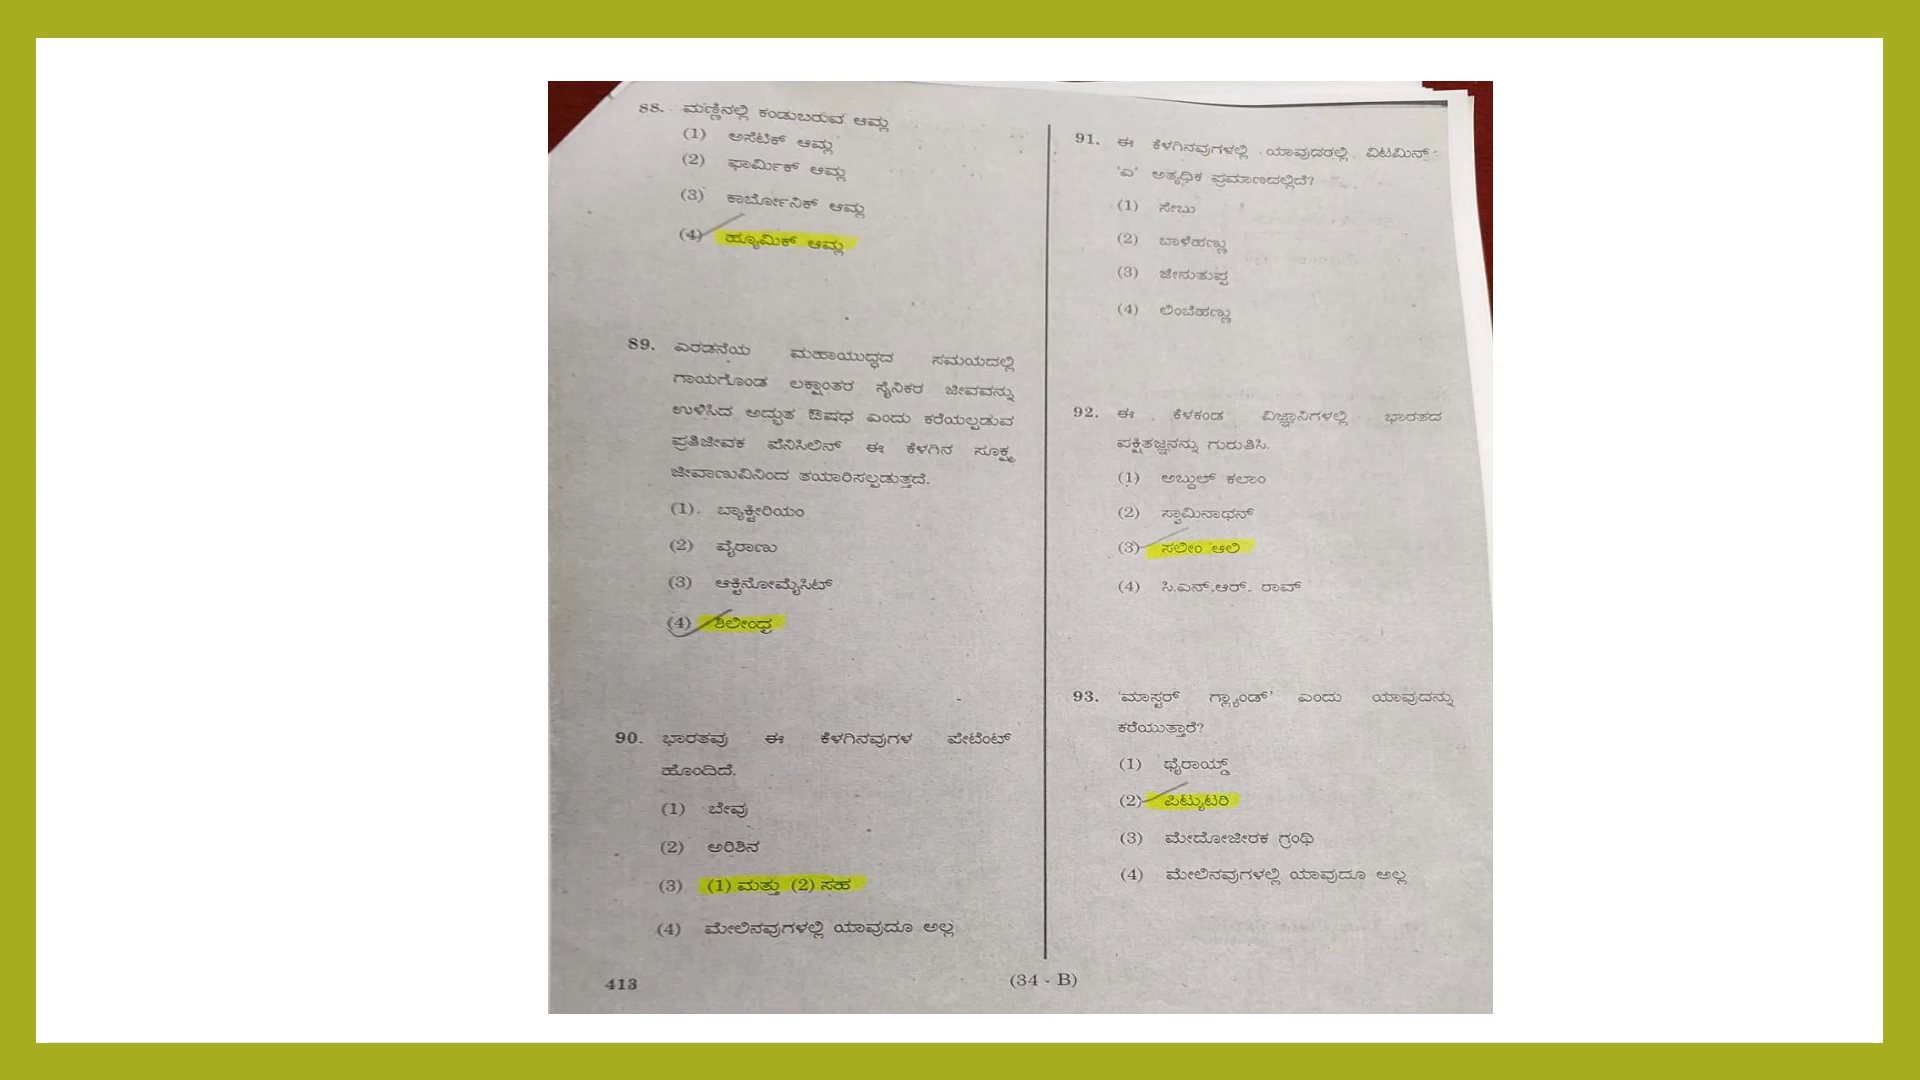 88. ಮಣ್ಣಿನಲ್ಲಿ ಕಂಡುಬರುವ ಆಮ್ಲ
(1) ಅಸೆಟಿಕ್ ಆಮ್ಲ
(2) ಫಾರ್ಮಿಕ್ ಆಮ್ಲ
(3) ಕಾರ್ಬೋನಿಕ್ ಆಮ್ಲ
(4) ಹ್ಯೂಮಿಕ್ ಆಮ್ಲ
89. ಎರಡನೆಯ ಮಹಾಯುದ್ಧದ ಸಮಯದಲ್ಲಿ
ಗಾಯಗೊಂಡ ಲಕ್ಷಾಂತರ ಸೈನಿಕರ ಜೀವವನ್ನು
ಉಳಿಸಿದ ಅದ್ಭುತ ಔಷಧ ಎಂದು ಕರೆಯಲ್ಪಡುವ
ಪ್ರತಿಜೀವಕ ಪೆನಿಸಿಲಿನ್ ಈ ಕೆಳಗಿನ ಸೂಕ್ಷ್ಮ
ಜೀವಾಣುವಿನಿಂದ ತಯಾರಿಸಲ್ಪಡುತ್ತದೆ.
(1). ಬ್ಯಾಕ್ಟೀರಿಯಂ
(2) ವೈರಾಣು
(3) ಆಕ್ಟಿನೋಮೈಸಿಟ್
(4) ಶಿಲೀಂಧ್ರ
90. ಭಾರತವು ಈ ಕೆಳಗಿನವುಗಳ ಪೇಟೆಂಟ್
ಹೊಂದಿದೆ.
(1) ಬೇವು
(2) ಅರಿಶಿನ
(3) (1) ಮತ್ತು (2) ಸಹ
(4) ಮೇಲಿನವುಗಳಲ್ಲಿ ಯಾವುದೂ ಅಲ್ಲ
91. ಈ ಕೆಳಗಿನವುಗಳಲ್ಲಿ ಯಾವುದರಲ್ಲಿ ವಿಟಮಿನ್
'ಎ' ಅತ್ಯಧಿಕ ಪ್ರಮಾಣದಲ್ಲಿದೆ?
(1) ಸೇಬು
(2) ಬಾಳೆಹಣ್ಣು
(3) ಜೇನುತುಪ್ಪ
(4) ಲಿಂಬೆಹಣ್ಣು
92. ಈ ಕೆಳಕಂಡ ವಿಜ್ಞಾನಿಗಳಲ್ಲಿ ಭಾರತದ
ಪಕ್ಷಿತಜ್ಞನನ್ನು ಗುರುತಿಸಿ.
(1) ಅಬ್ದುಲ್ ಕಲಾಂ
(2) ಸ್ವಾಮಿನಾಥನ್
(3) ಸಲೀಂ ಆಲಿ
(4) ಸಿ.ಎನ್.ಆರ್. ರಾವ್
93. 'ಮಾಸ್ಟರ್ ಗ್ಲ್ಯಾಂಡ್' ಎಂದು ಯಾವುದನ್ನು
ಕರೆಯುತ್ತಾರೆ?
(1) ಥೈರಾಯ್ಡ್
(2) ಪಿಟ್ಯುಟರಿ
(3) ಮೇದೋಜೀರಕ ಗ್ರಂಥಿ
(4) ಮೇಲಿನವುಗಳಲ್ಲಿ ಯಾವುದೂ ಅಲ್ಲ
413
(34 - B)